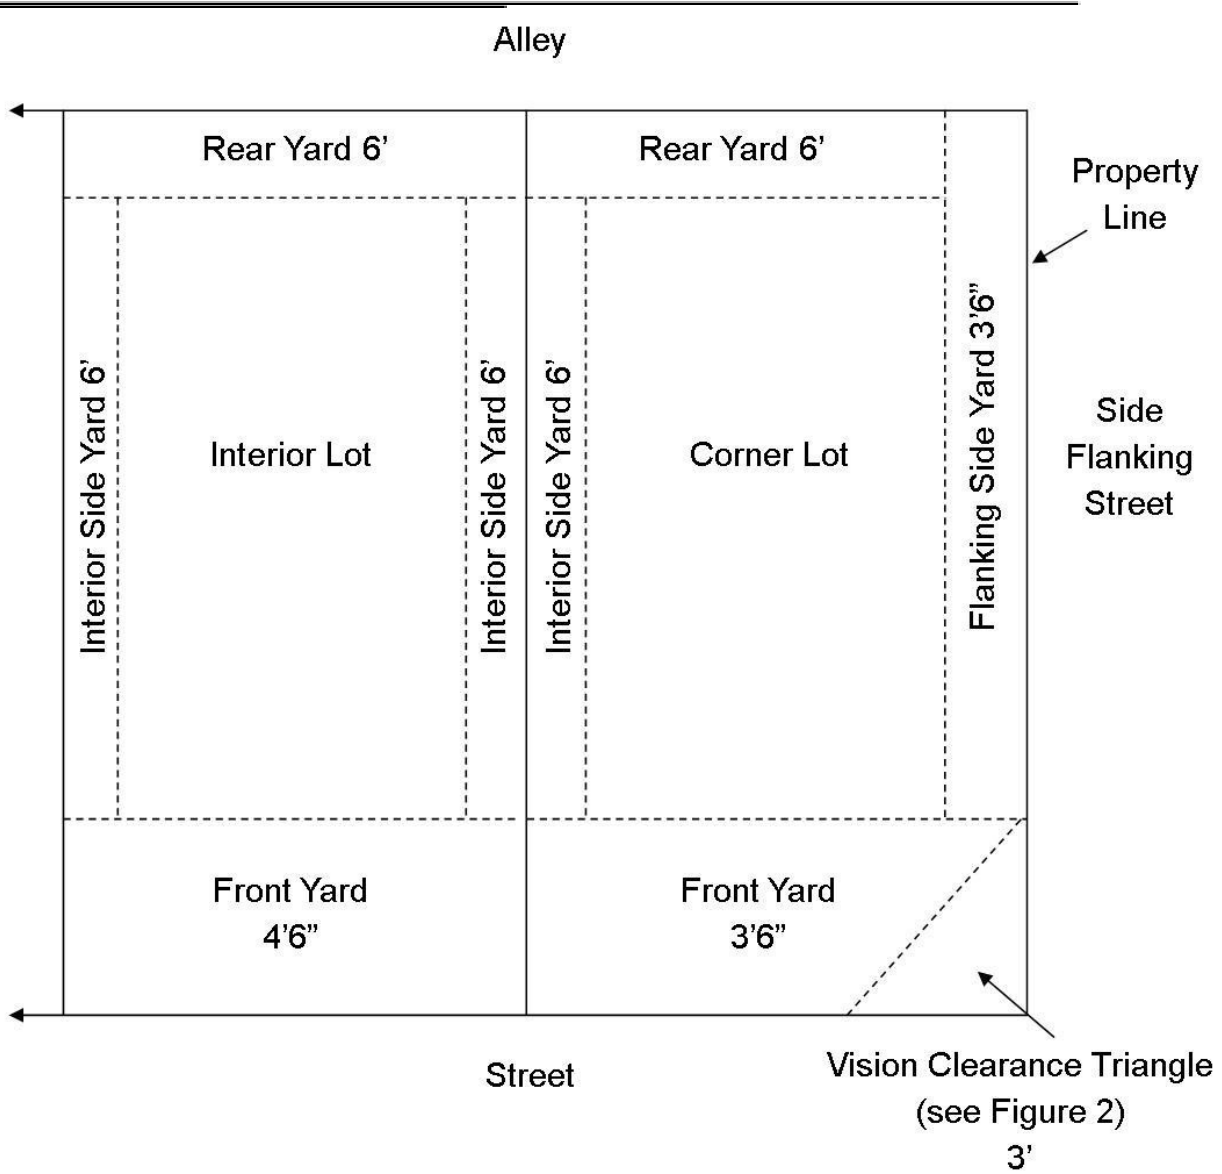 Alley
Rear Yard 6’
Rear Yard 6’
Property
Line
Interior Side Yard 6’
Interior Lot
Interior Side Yard 6’
Interior Side Yard 6’
Corner Lot
Flanking Side Yard 3’6”
Side
Flanking
Street
Front Yard
4’6”
Front Yard
3’6”
Street
Vision Clearance Triangle
(see Figure 2)
3’